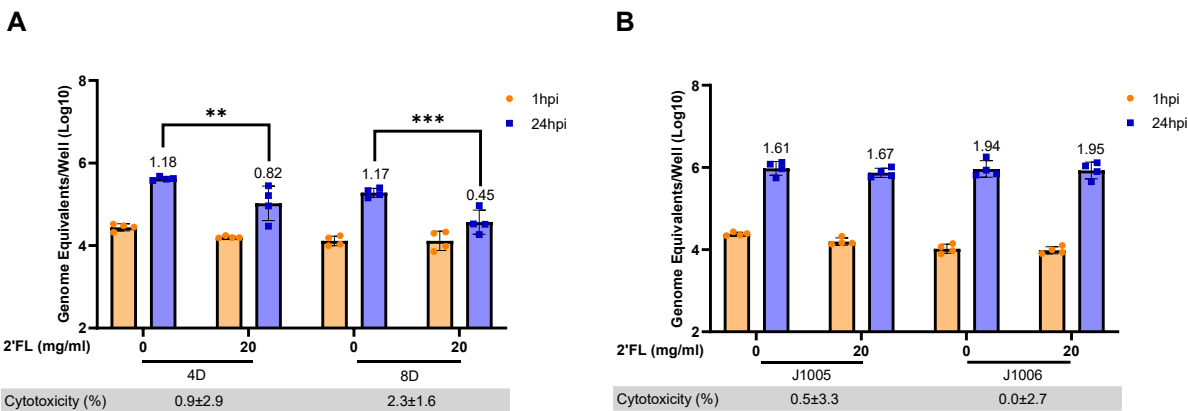 A
Genome Equivalents/Well (Log10)
8
6
4
2
**
***
1.18
0.82
1.17
0.45
1hpi
24hpi
2'FL (mg/ml)
0
20
0
20
4D
8D
Cytotoxicity (%)
0.9±2.9
2.3±1.6
B
Genome Equivalents/Well (Log10)
8
6
4
2
1.61
1.67
1.94
1.95
1hpi
24hpi
2'FL (mg/ml)
0
20
0
20
J1005
J1006
Cytotoxicity (%)
0.5±3.3
0.0±2.7